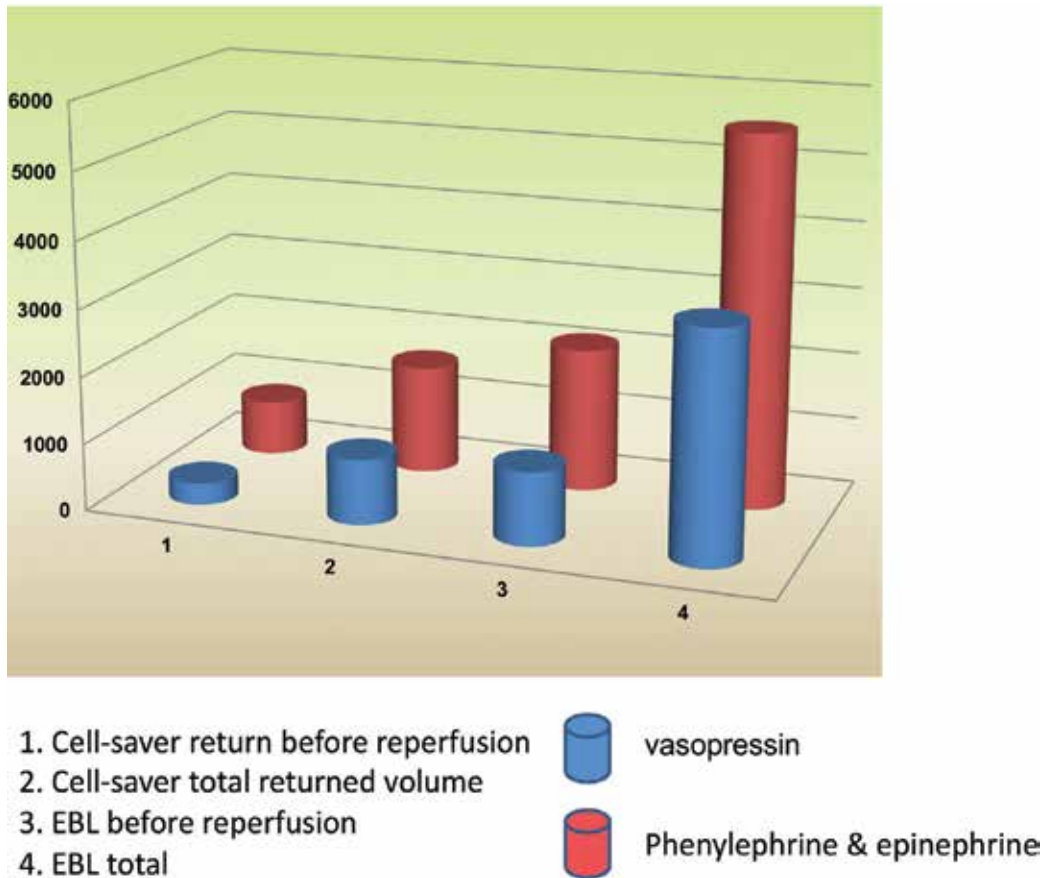 6000
5000
4000
3000
2000
1000
0
1
2
3
4
1. Cell-saver return before reperfusion
2. Cell-saver total returned volume
3. EBL before reperfusion
4. EBL total
vasopressin
Phenylephrine & epinephrine